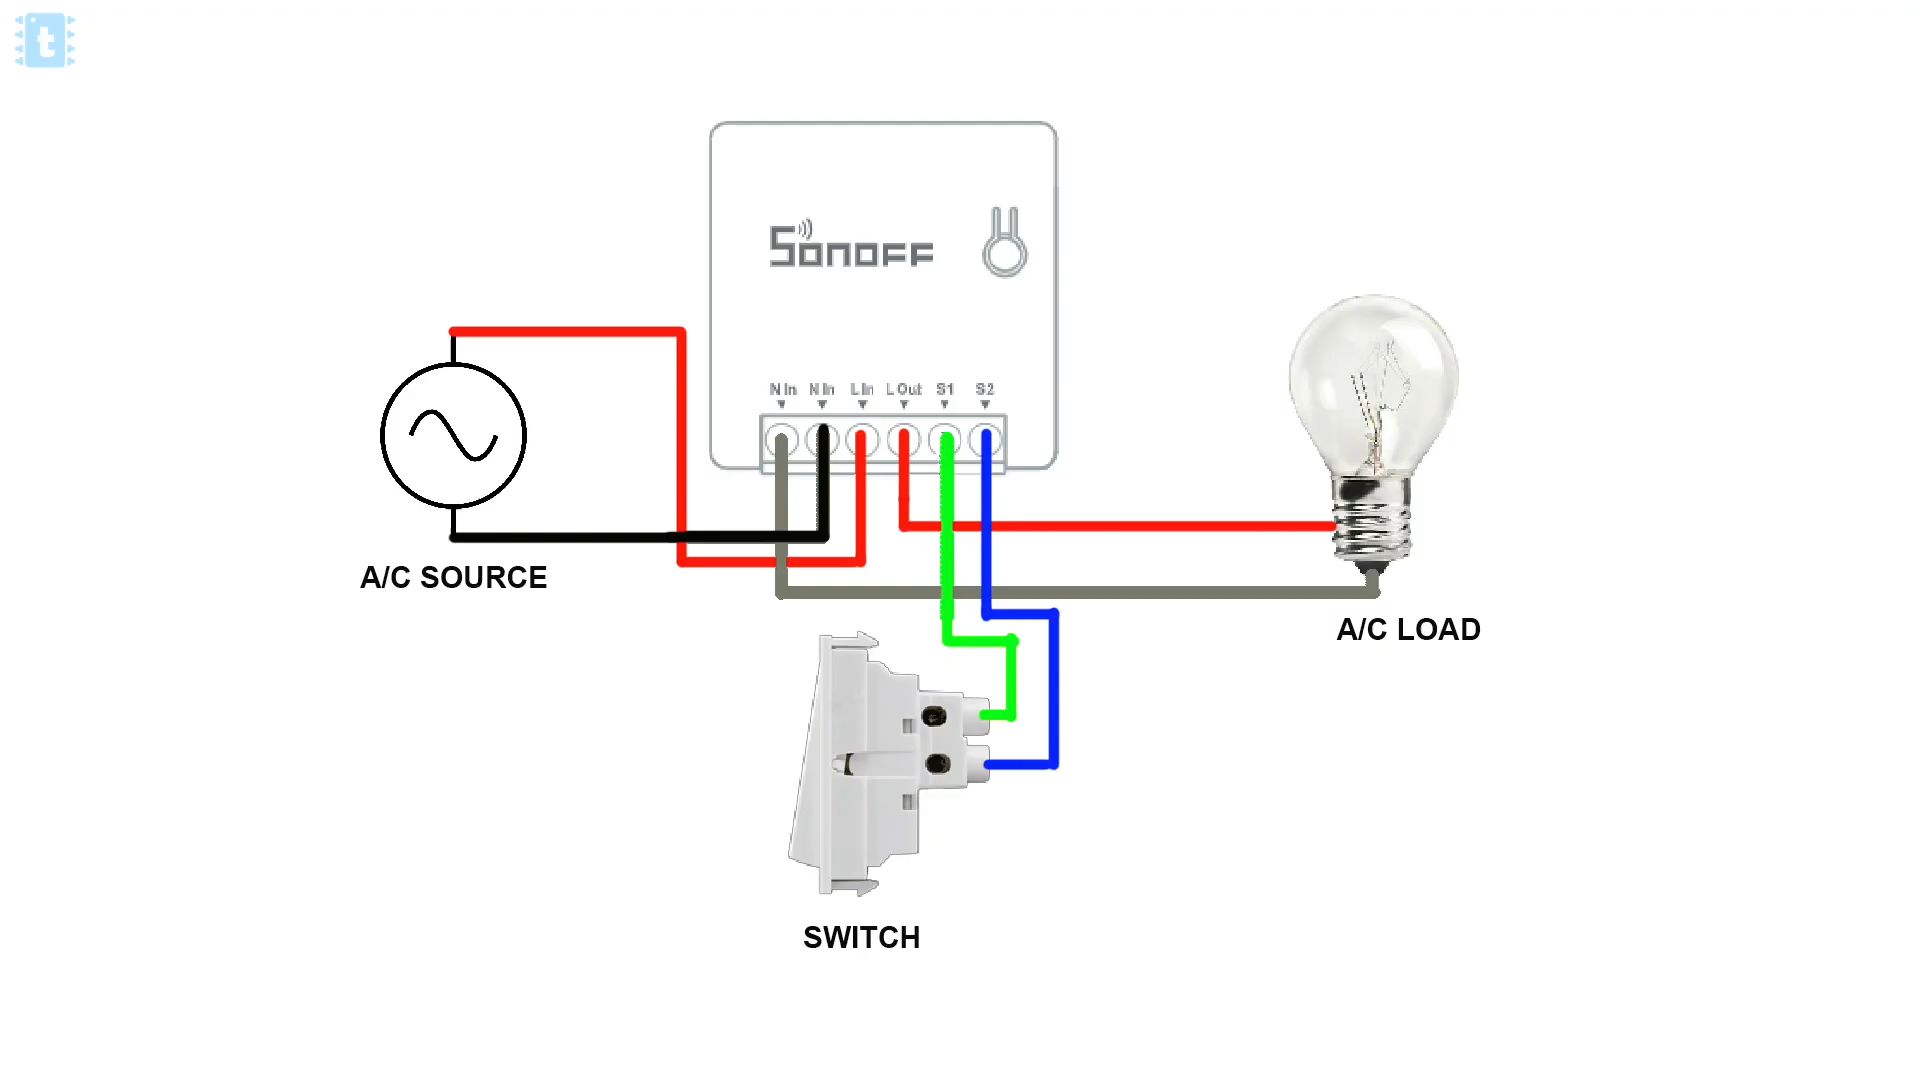 t
SONOFF
N In N In L In L Out S1 S2
A/C SOURCE
A/C LOAD
SWITCH